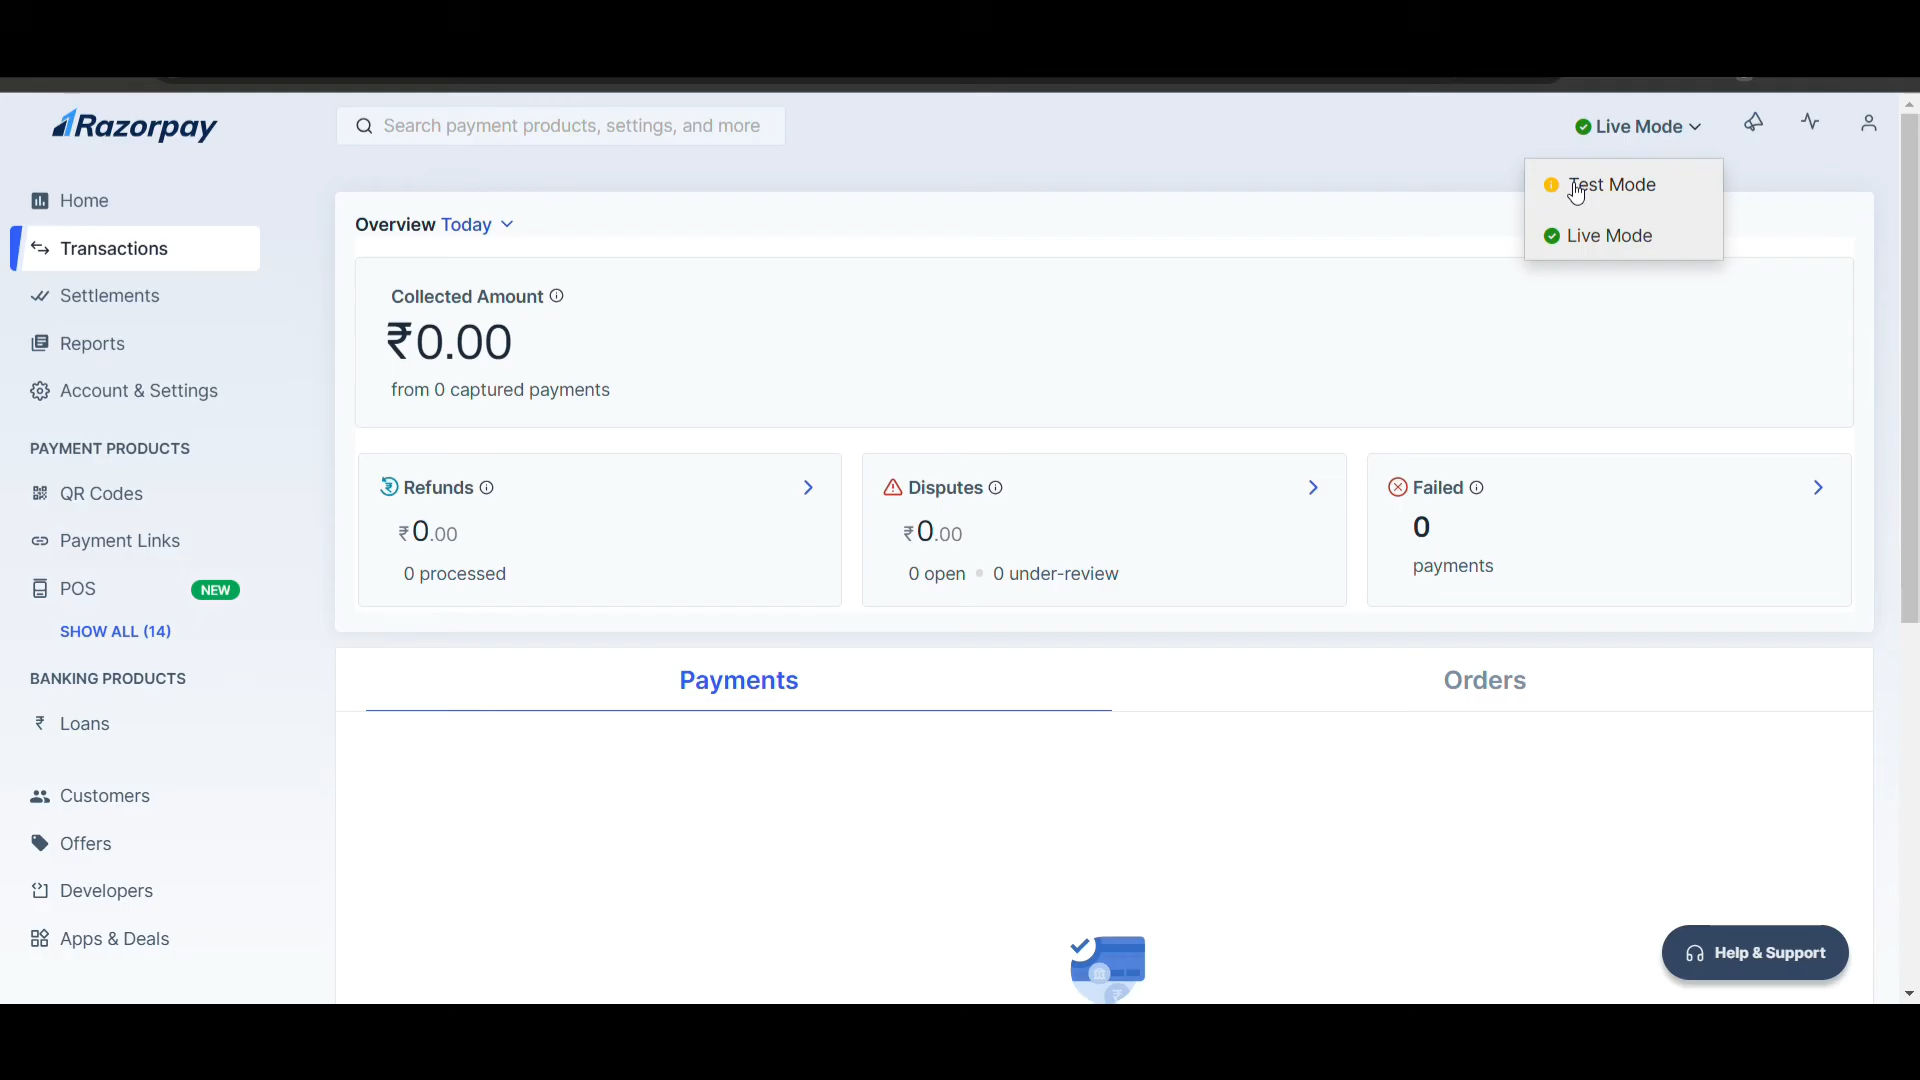 Razorpay
Search payment products, settings, and more
Live Mode
Test Mode
Live Mode
Home
Transactions
Settlements
Reports
Account & Settings
PAYMENT PRODUCTS
QR Codes
Payment Links
POS NEW
SHOW ALL (14)
BANKING PRODUCTS
₹ Loans
Customers
Offers
Developers
Apps & Deals
Overview Today
Collected Amount
₹0.00
from 0 captured payments
Refunds
₹0.00
0 processed
Disputes
₹0.00
0 open • 0 under-review
Failed
0
payments
Payments
Orders
Help & Support